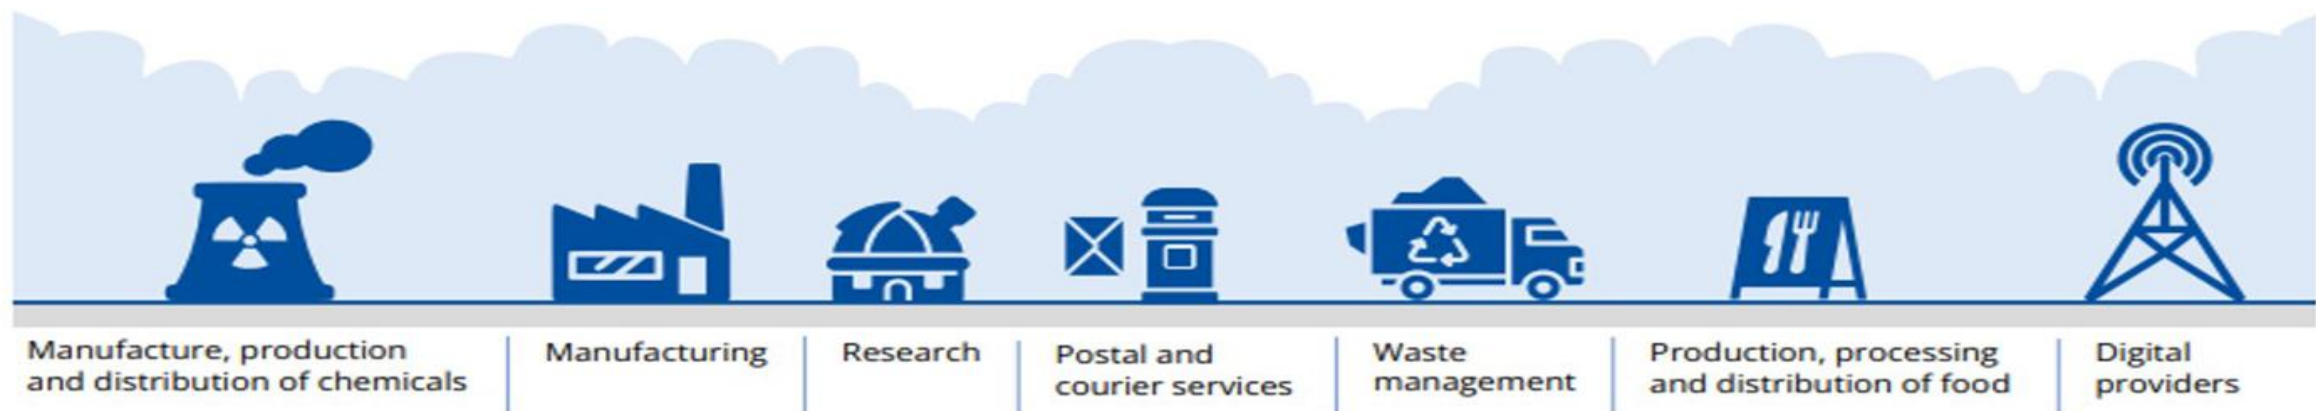 Manufacture, production
and distribution of chemicals
Manufacturing
Research
Postal and
courier services
Waste
management
Production, processing
and distribution of food
Digital
providers